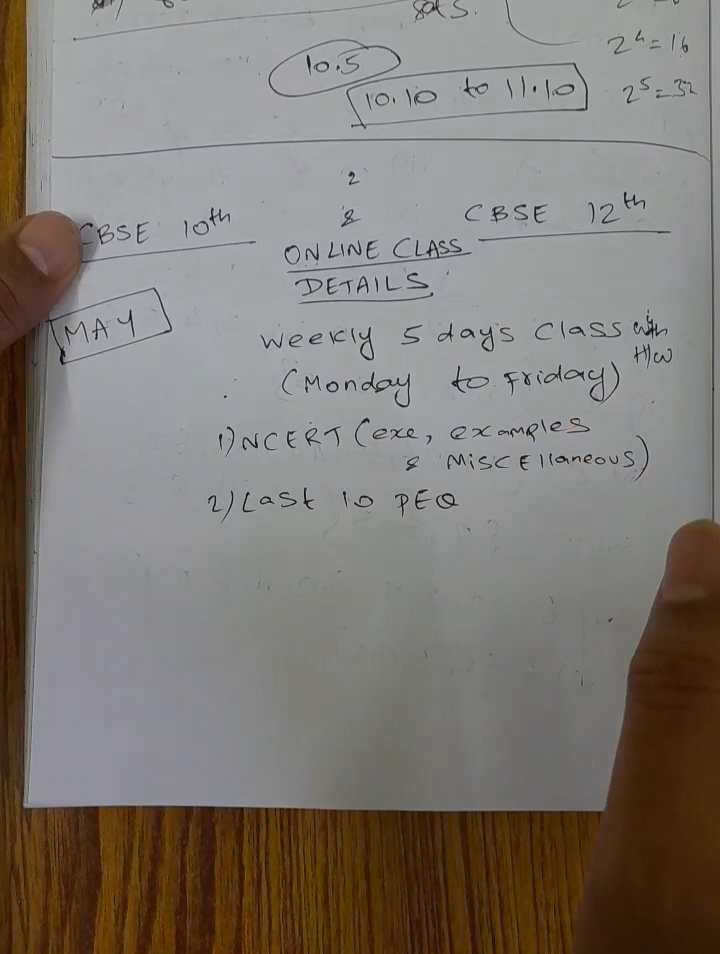 sols.
2⁴ = 16
10.5
10.10 to 11.10
2⁵ = 32
2
CBSE 10th & CBSE 12th
ONLINE CLASS
DETAILS
MAY
Weekly 5 days Class with H/W
(Monday to Friday)
1) NCERT (exe, examples
& Miscellaneous)
2) Last 10 PEQ